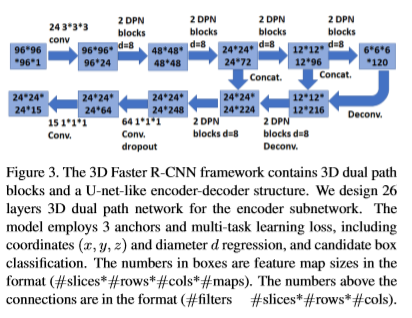 24 3*3*3
conv
2 DPN
blocks
d=8
2 DPN
blocks
d=8
2 DPN
blocks
d=8
2 DPN
blocks
d=8
96*96
*96*1
96*96*
96*24
48*48*
48*48
24*24*
24*72
12*12*
12*96
6*6*6
*120
Concat.
Concat.
24*24*
24*15
24*24*
24*64
24*24*
24*248
24*24*
24*224
12*12*
12*216
Deconv.
15 1*1*1
Conv.
64 1*1*1
Conv.
dropout
2 DPN
blocks d=8
2 DPN
blocks d=8
Deconv.
Figure 3. The 3D Faster R-CNN framework contains 3D dual path
blocks and a U-net-like encoder-decoder structure. We design 26
layers 3D dual path network for the encoder subnetwork. The
model employs 3 anchors and multi-task learning loss, including
coordinates (x, y, z) and diameter d regression, and candidate box
classification. The numbers in boxes are feature map sizes in the
format (#slices*#rows*#cols*#maps). The numbers above the
connections are in the format (#filters #slices*#rows*#cols).